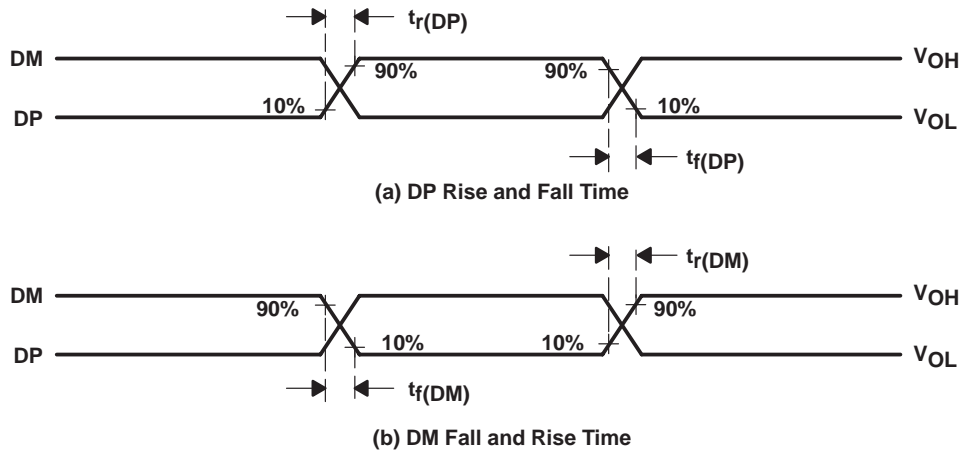 tr(DP)
DM
VOH
90%
90%
10%
10%
DP
VOL
tf(DP)
(a) DP Rise and Fall Time
tr(DM)
DM
VOH
90%
90%
10%
10%
DP
VOL
tf(DM)
(b) DM Fall and Rise Time